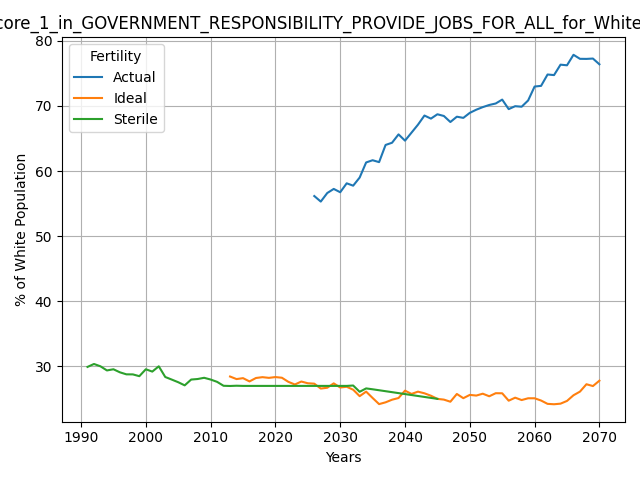 core_1_in_GOVERNMENT_RESPONSIBILITY_PROVIDE_JOBS_FOR_ALL_for_White
Fertility
Actual
Ideal
Sterile
% of White Population
80
70
60
50
40
30
1990 2000 2010 2020 2030 2040 2050 2060 2070
Years